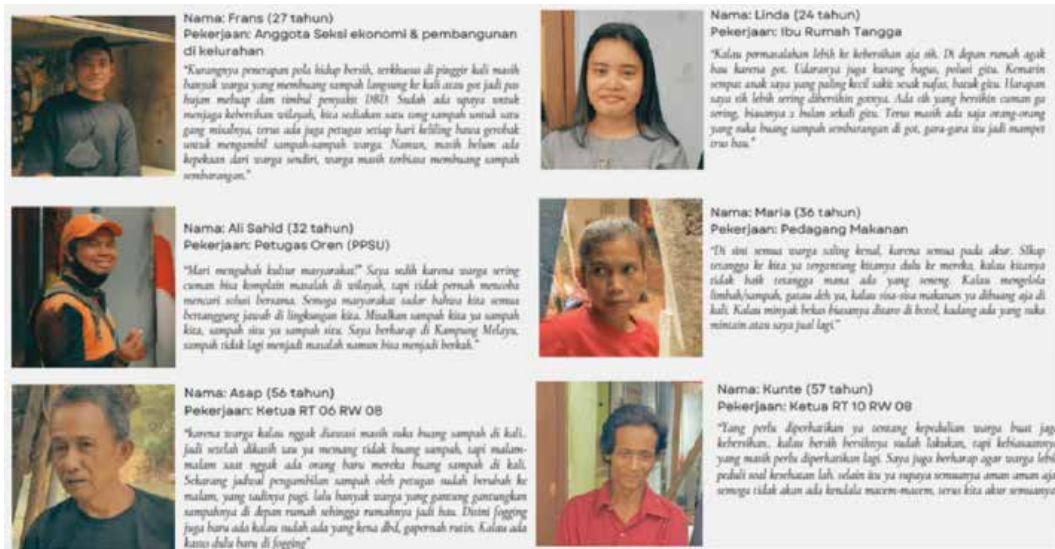 Nama: Frans (27 tahun)
Pekerjaan: Anggota Seksi ekonomi & pembangunan
di kelurahan
"Kurangnya penerapan pola hidup bersih, terkhusus di pinggir kali masih
banyak warga yang membuang sampah langsung ke kali atau got jadi pas
hujan meluap dan timbul penyakit DBD. Sudah ada upaya untuk
menjaga kebersihan wilayah, kita sediakan satu tong sampah untuk satu
gang misalnya, terus ada juga petugas setiap hari keliling bawa gerobak
untuk mengambil sampah-sampah warga. Namun, masih belum ada
kepekaan dari warga sendiri, warga masih terbiasa membuang sampah
sembarangan."
Nama: Linda (24 tahun)
Pekerjaan: Ibu Rumah Tangga
"Kalau permasalahan lebih ke kebersihan aja sih. Di depan rumah agak
bau karena got. Udaranya juga kurang bagus, polusi gitu. Kemarin
sempat anak saya yang paling kecil sakit sesak nafas, batuk gitu. Harapan
saya sih lebih sering dibersihin gotnya. Ada sih yang bersihin cuman ga
sering, biasanya 2 bulan sekali gitu. Terus masih ada saja orang-orang
yang suka buang sampah sembarangan di got, gara-gara itu jadi mampet
trus bau."
Nama: Ali Sahid (32 tahun)
Pekerjaan: Petugas Oren (PPSU)
"Mari mengubah kultur masyarakat!" Saya sedih karena warga sering
cuman bisa komplain masalah di wilayah, tapi tidak pernah mencoba
mencari solusi bersama. Semoga masyarakat sadar bahwa kita semua
bertanggung jawab di lingkungan kita. Misalkan sampah kita ya sampah
kita, sampah situ ya sampah situ. Saya berharap di Kampung Melayu,
sampah tidak lagi menjadi masalah namun bisa menjadi berkah."
Nama: Maria (36 tahun)
Pekerjaan: Pedagang Makanan
"Di sini semua warga saling kenal, karena semua pada akur. SIkap
tetangga ke kita ya tergantung kitanya dulu ke mereka, kalau kitanya
tidak baik tetangga mana ada yang seneng. Kalau mengelola
limbah/sampah, gatau deh ya, kalau sisa-sisa makanan ya dibuang aja di
kali. Kalau minyak bekas biasanya ditaro di botol, kadang ada yang suka
mintain atau saya jual lagi."
Nama: Asap (56 tahun)
Pekerjaan: Ketua RT 06 RW 08
"karena warga kalau nggak diawasi masih suka buang sampah di kali..
jadi setelah dikasih tau ya memang tidak buang sampah, tapi malam-
malam saat nggak ada orang baru mereka buang sampah di kali.
Sekarang jadwal pengambilan sampah oleh petugas sudah berubah ke
malam, yang tadinya pagi. lalu banyak warga yang gantung gantungkan
sampahnya di depan rumah sehingga rumahnya jadi bau. Disini fogging
juga baru ada kalau sudah ada yang kena dbd, gapernah rutin. Kalau ada
kasus dulu baru di fogging"
Nama: Kunte (57 tahun)
Pekerjaan: Ketua RT 10 RW 08
"Yang perlu diperhatikan ya tentang kepedulian warga buat jaga
kebersihan.. kalau bersih bersihnya sudah lakukan, tapi kebiasaannya
yang masih perlu diperhatikan lagi. Saya juga berharap agar warga lebih
peduli soal kesehatan lah. selain itu ya supaya semuanya aman aman aja
semoga tidak akan ada kendala macem-macem, terus kita akur semuanya